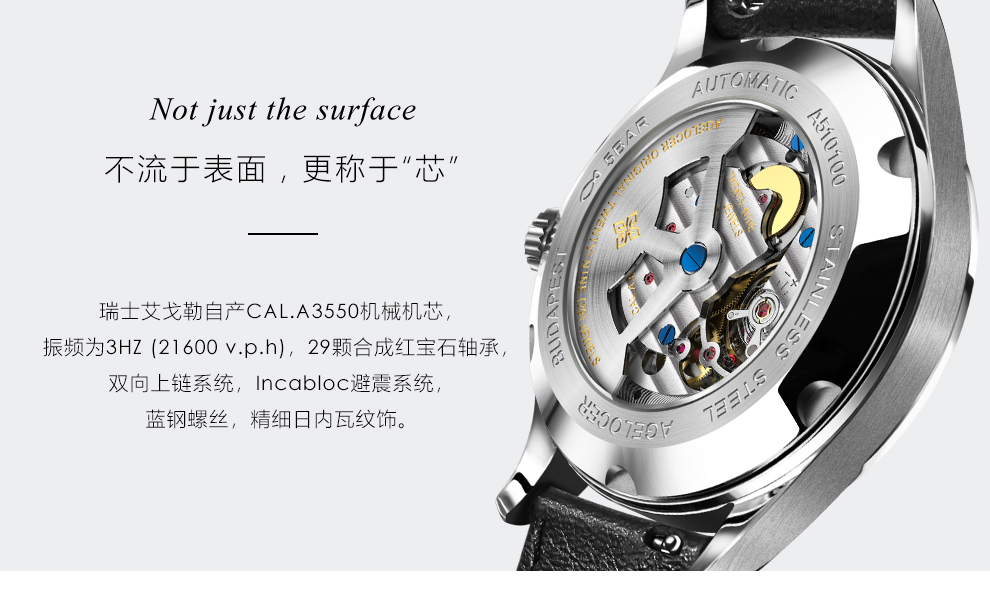 Not just the surface
不流于表面，更称于“芯”
瑞士艾戈勒自产CAL.A3550机械机芯，
振频为3HZ (21600 v.p.h)，29颗合成红宝石轴承，
双向上链系统，Incabloc避震系统，
蓝钢螺丝，精细日内瓦纹饰。
AUTOMATIC
A510100
STAINLESS STEEL
AGELOCER
BUDAPEST
5BAR
AGELOCER ORIGINAL